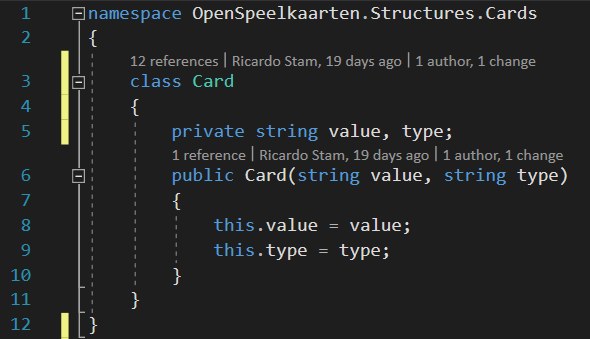 1 namespace OpenSpeelkaarten.Structures.Cards
2 {
12 references | Ricardo Stam, 19 days ago | 1 author, 1 change
3 class Card
4 {
5 private string value, type;
1 reference | Ricardo Stam, 19 days ago | 1 author, 1 change
6 public Card(string value, string type)
7 {
8 this.value = value;
9 this.type = type;
10 }
11 }
12 }